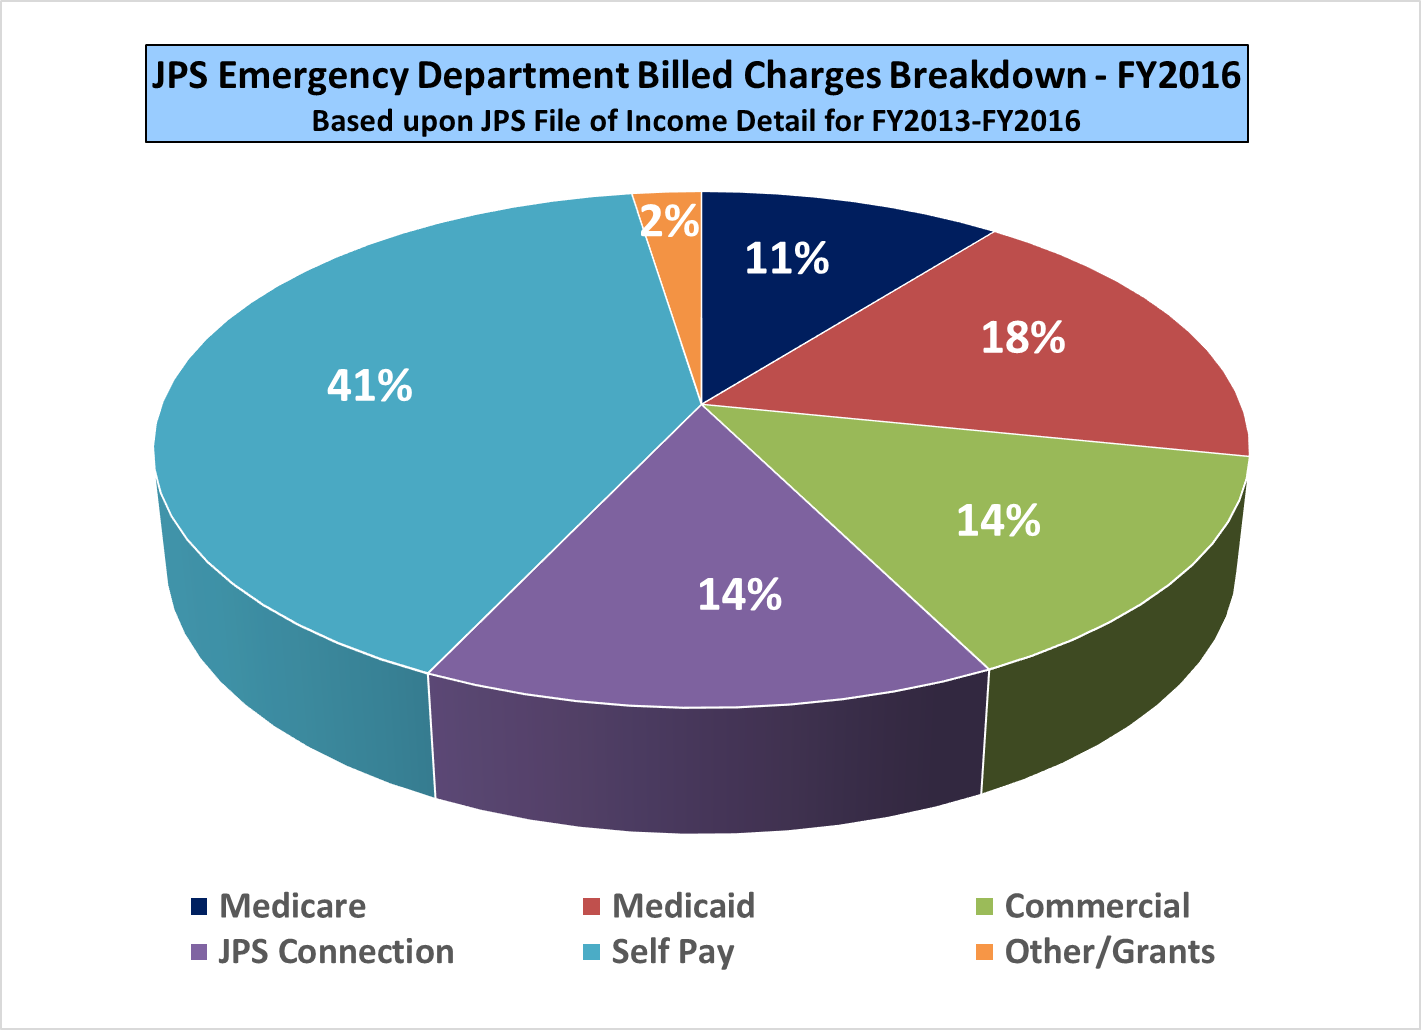 JPS Emergency Department Billed Charges Breakdown - FY2016
Based upon JPS File of Income Detail for FY2013-FY2016
2%
11%
18%
41%
14%
14%
Medicare
Medicaid
Commercial
JPS Connection
Self Pay
Other/Grants